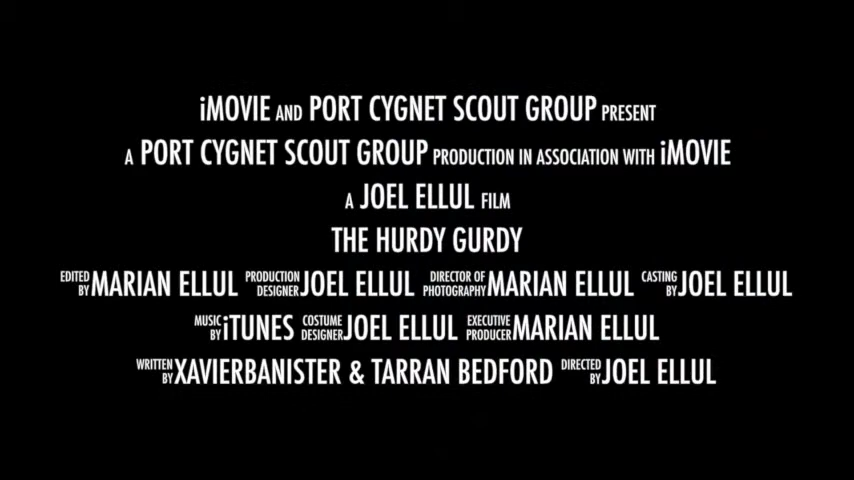 iMOVIE AND PORT CYGNET SCOUT GROUP PRESENT
A PORT CYGNET SCOUT GROUP PRODUCTION IN ASSOCIATION WITH iMOVIE
A JOEL ELLUL FILM
THE HURDY GURDY
EDITED BY MARIAN ELLUL PRODUCTION DESIGNER JOEL ELLUL DIRECTOR OF PHOTOGRAPHY MARIAN ELLUL CASTING BY JOEL ELLUL
MUSIC BY iTUNES COSTUME DESIGNER JOEL ELLUL EXECUTIVE PRODUCER MARIAN ELLUL
WRITTEN BY XAVIERBANISTER & TARRAN BEDFORD DIRECTED BY JOEL ELLUL